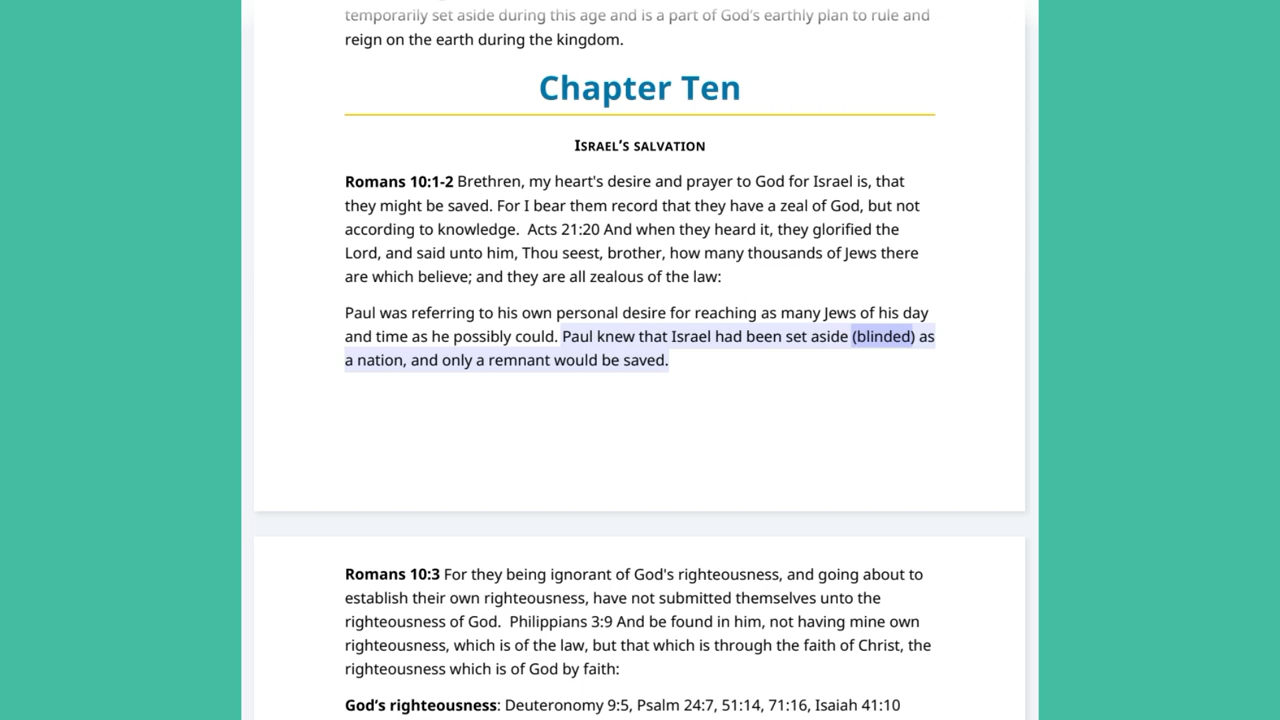 temporarily set aside during this age and is a part of God's earthly plan to rule and
reign on the earth during the kingdom.
Chapter Ten
Israel's salvation
Romans 10:1-2 Brethren, my heart's desire and prayer to God for Israel is, that
they might be saved. For I bear them record that they have a zeal of God, but not
according to knowledge.  Acts 21:20 And when they heard it, they glorified the
Lord, and said unto him, Thou seest, brother, how many thousands of Jews there
are which believe; and they are all zealous of the law:
Paul was referring to his own personal desire for reaching as many Jews of his day
and time as he possibly could. Paul knew that Israel had been set aside (blinded) as
a nation, and only a remnant would be saved.
Romans 10:3 For they being ignorant of God's righteousness, and going about to
establish their own righteousness, have not submitted themselves unto the
righteousness of God.  Philippians 3:9 And be found in him, not having mine own
righteousness, which is of the law, but that which is through the faith of Christ, the
righteousness which is of God by faith:
God's righteousness: Deuteronomy 9:5, Psalm 24:7, 51:14, 71:16, Isaiah 41:10